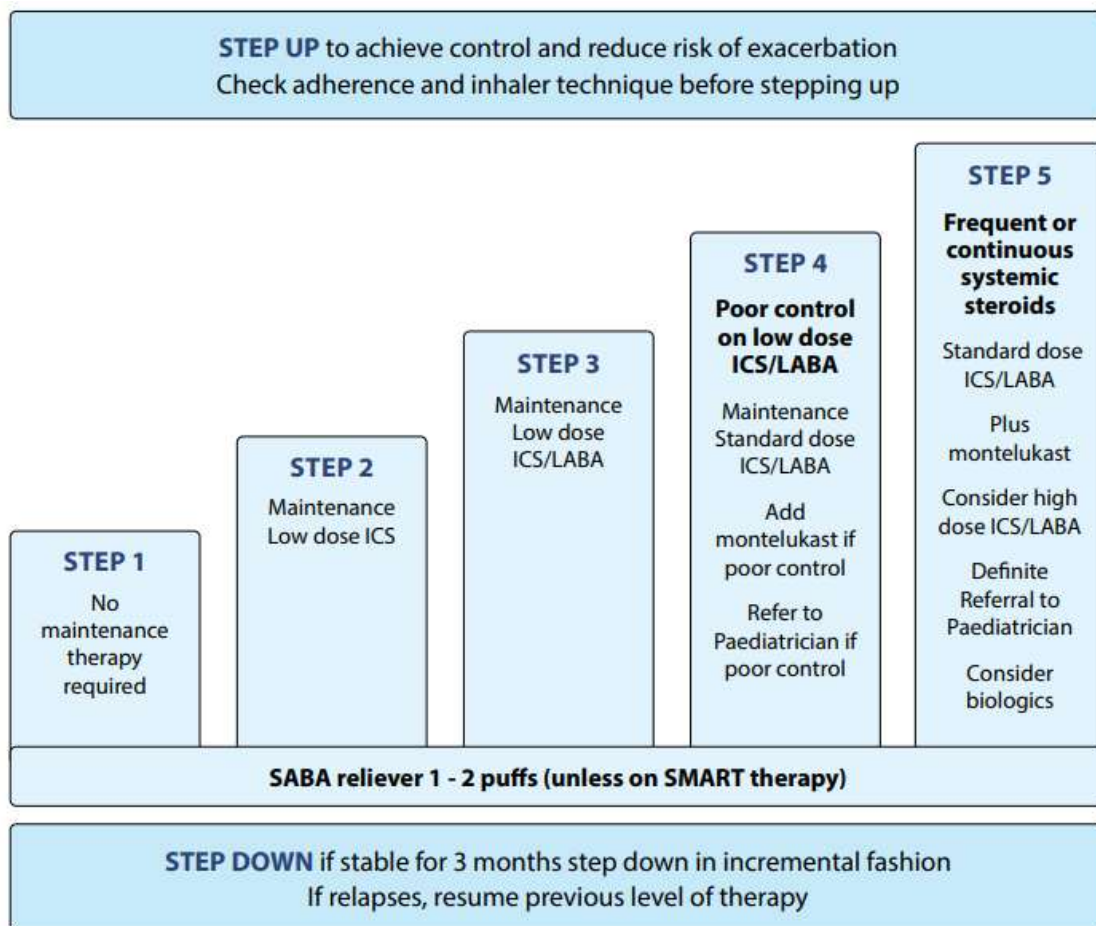 STEP UP to achieve control and reduce risk of exacerbation
Check adherence and inhaler technique before stepping up
STEP 1
No
maintenance
therapy
required
STEP 2
Maintenance
Low dose ICS
STEP 3
Maintenance
Low dose
ICS/LABA
STEP 4
Poor control
on low dose
ICS/LABA
Maintenance
Standard dose
ICS/LABA
Add
montelukast if
poor control
Refer to
Paediatrician if
poor control
STEP 5
Frequent or
continuous
systemic
steroids
Standard dose
ICS/LABA
Plus
montelukast
Consider high
dose ICS/LABA
Definite
Referral to
Paediatrician
Consider
biologics
SABA reliever 1 - 2 puffs (unless on SMART therapy)
STEP DOWN if stable for 3 months step down in incremental fashion
If relapses, resume previous level of therapy